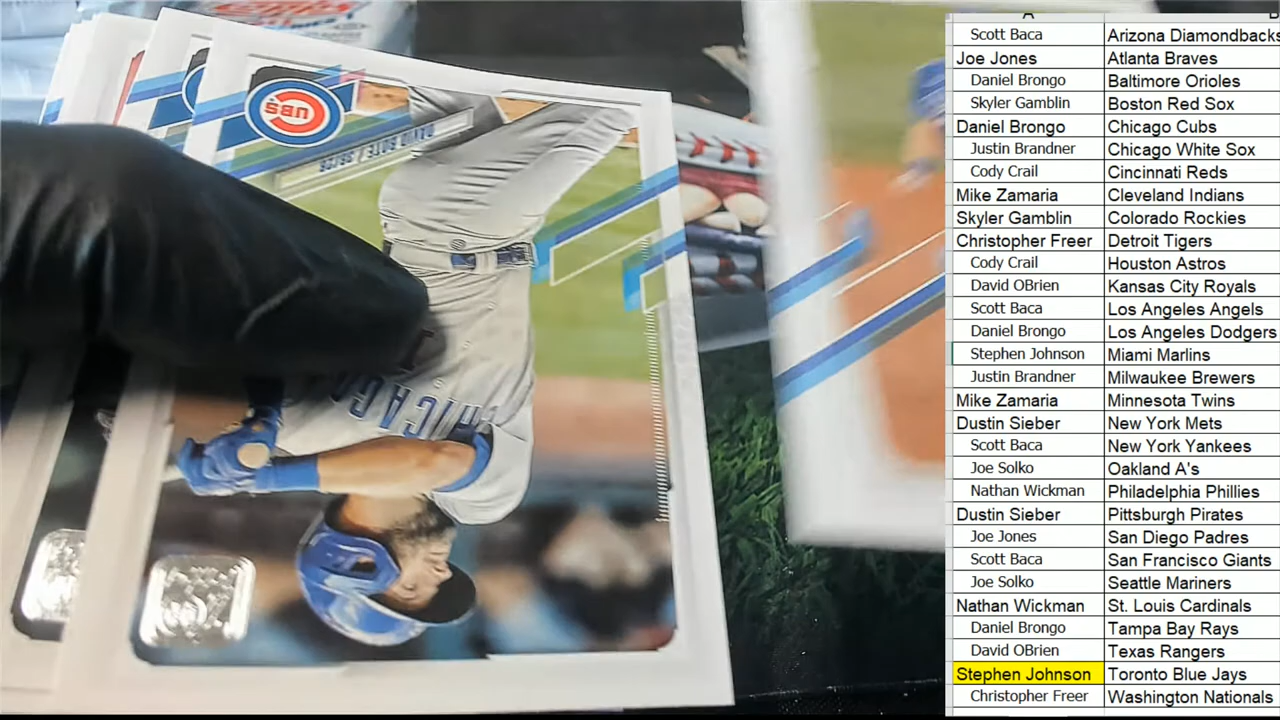 A B
Scott Baca Arizona Diamondbacks
Joe Jones Atlanta Braves
Daniel Brongo Baltimore Orioles
Skyler Gamblin Boston Red Sox
Daniel Brongo Chicago Cubs
Justin Brandner Chicago White Sox
Cody Crail Cincinnati Reds
Mike Zamaria Cleveland Indians
Skyler Gamblin Colorado Rockies
Christopher Freer Detroit Tigers
Cody Crail Houston Astros
David OBrien Kansas City Royals
Scott Baca Los Angeles Angels
Daniel Brongo Los Angeles Dodgers
Stephen Johnson Miami Marlins
Justin Brandner Milwaukee Brewers
Mike Zamaria Minnesota Twins
Dustin Sieber New York Mets
Scott Baca New York Yankees
Joe Solko Oakland A's
Nathan Wickman Philadelphia Phillies
Dustin Sieber Pittsburgh Pirates
Joe Jones San Diego Padres
Scott Baca San Francisco Giants
Joe Solko Seattle Mariners
Nathan Wickman St. Louis Cardinals
Daniel Brongo Tampa Bay Rays
David OBrien Texas Rangers
Stephen Johnson Toronto Blue Jays
Christopher Freer Washington Nationals
CUBS
DAVID BOTE / 3B/2B
CHICAGO